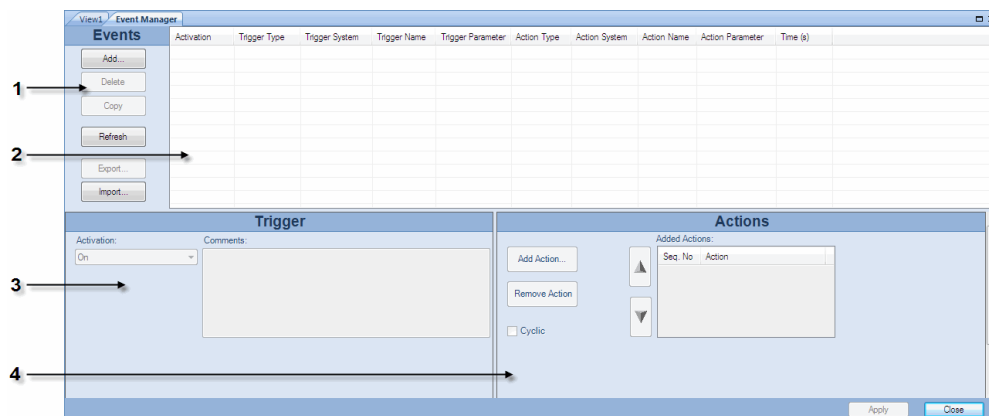 View1 Event Manager
Events
Activation Trigger Type Trigger System Trigger Name Trigger Parameter Action Type Action System Action Name Action Parameter Time (s)
Add...
Delete
Copy
Refresh
Export...
Import...
1
2
Trigger
Activation:
On
Comments:
3
Actions
Add Action...
Remove Action
Cyclic
Added Actions:
Seq. No Action
4
Apply
Close